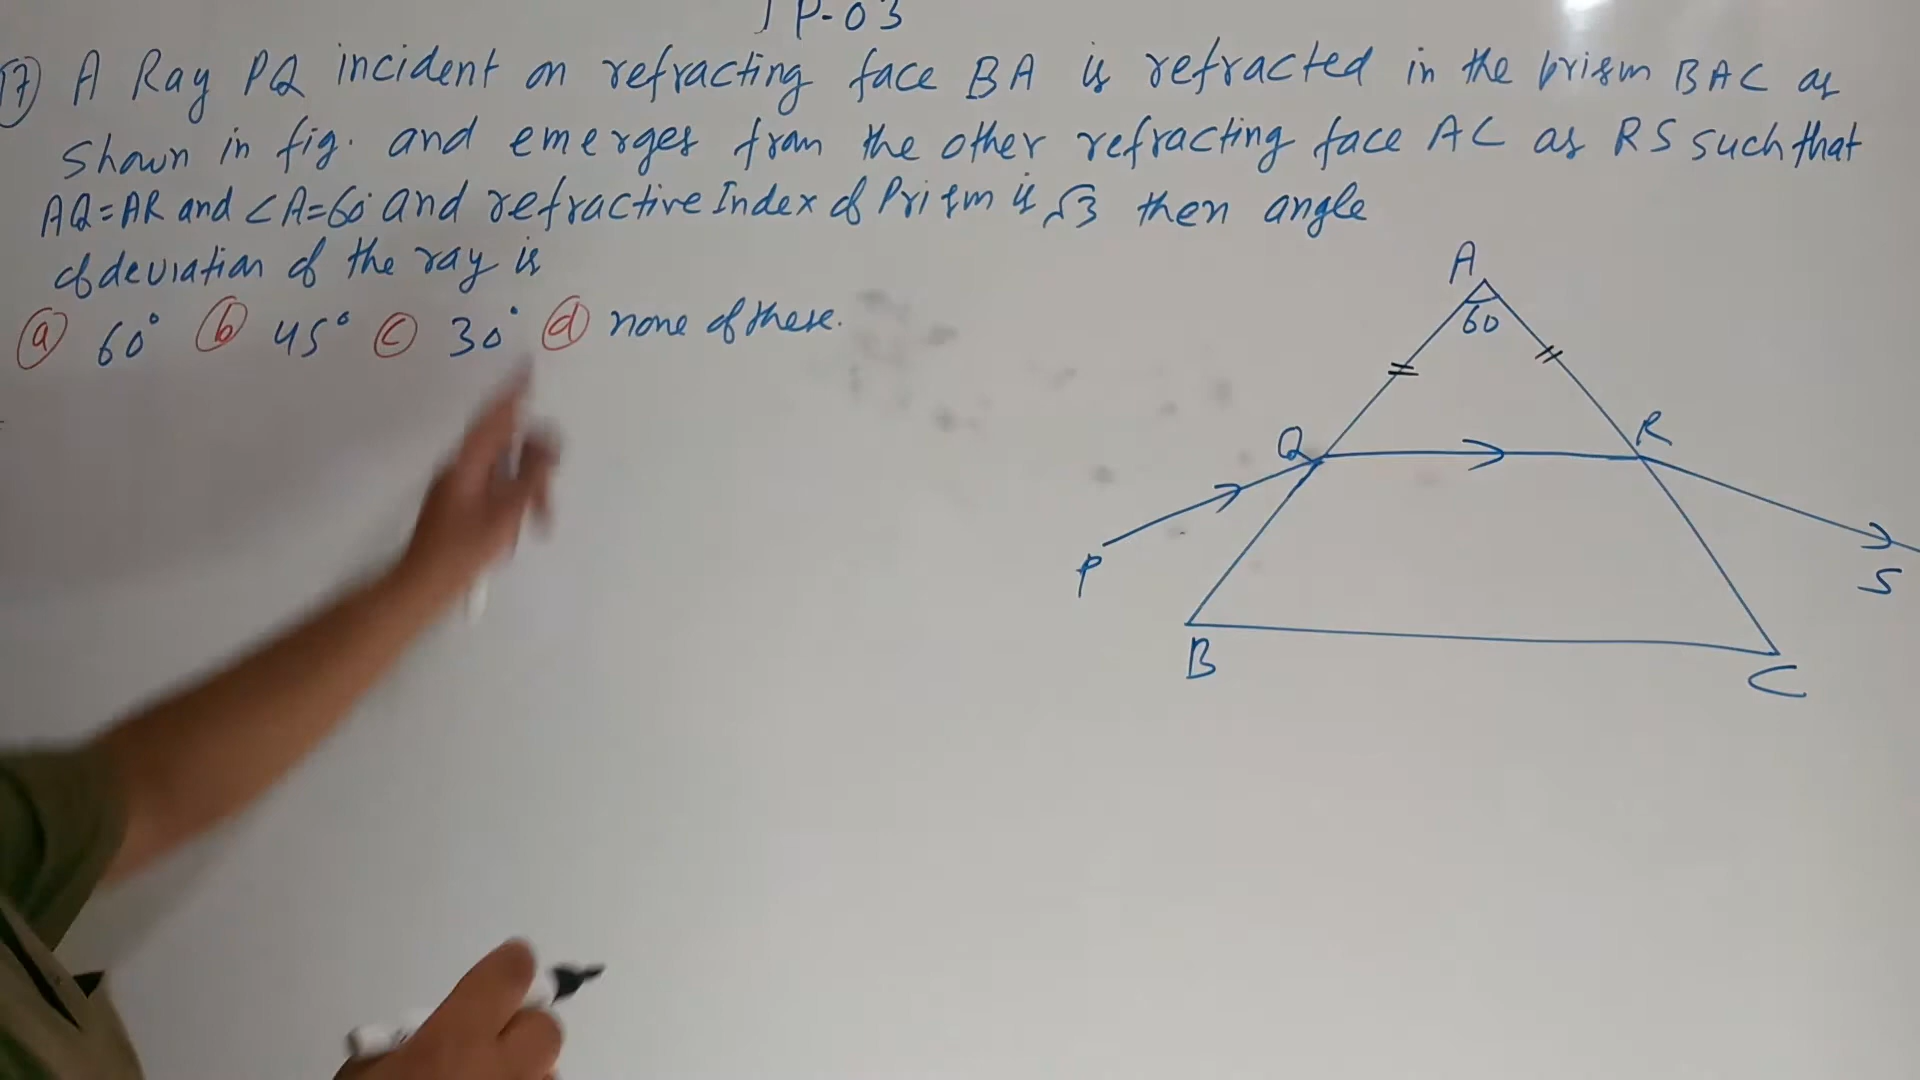 JP-03
17) A Ray PQ incident on refracting face BA is refracted in the prism BAC as
Shown in fig. and emerges from the other refracting face AC as RS such that
AQ=AR and ∠A=60° and refractive Index of Prism is √3 then angle
of deviation of the ray is
(a) 60° (b) 45° (c) 30° (d) none of these.
A
60
Q
R
P
S
B
C